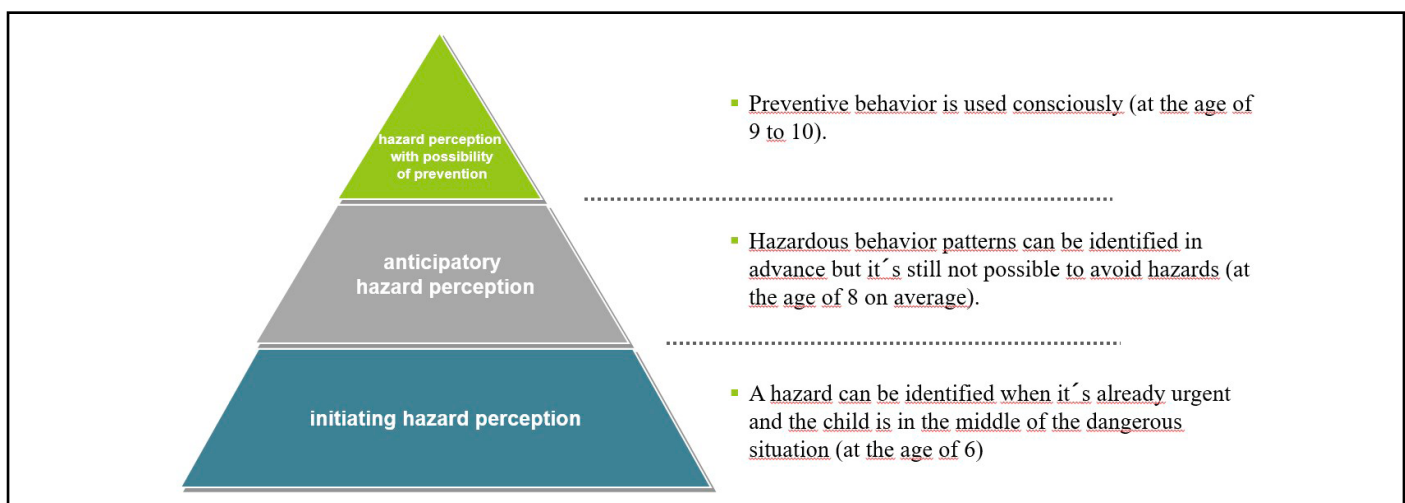 hazard perception
with possibility
of prevention
▪ Preventive behavior is used consciously (at the age of
9 to 10).
anticipatory
hazard perception
▪ Hazardous behavior patterns can be identified in
advance but it´s still not possible to avoid hazards (at
the age of 8 on average).
initiating hazard perception
▪ A hazard can be identified when it´s already urgent
and the child is in the middle of the dangerous
situation (at the age of 6)